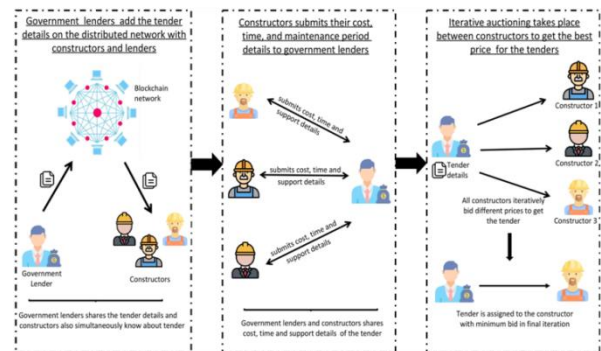 Government lenders add the tender
details on the distributed network with
constructors and lenders
Blockchain
network
Government
Lender
Constructors
Government lenders shares the tender details and
constructors also simultaneously know about tender
Constructors submits their cost,
time, and maintenance period
details to government lenders
submits cost, time and
support details
submits cost, time and
support details
submits cost, time and
support details
Government lenders and constructors shares
cost, time and support details of the tender
Iterative auctioning takes place
between constructors to get the best
price for the tenders
Constructor 1
Constructor 2
Tender
details
Constructor 3
All constructors iteratively
bid different prices to get
the tender
Tender is assigned to the constructor
with minimum bid in final iteration